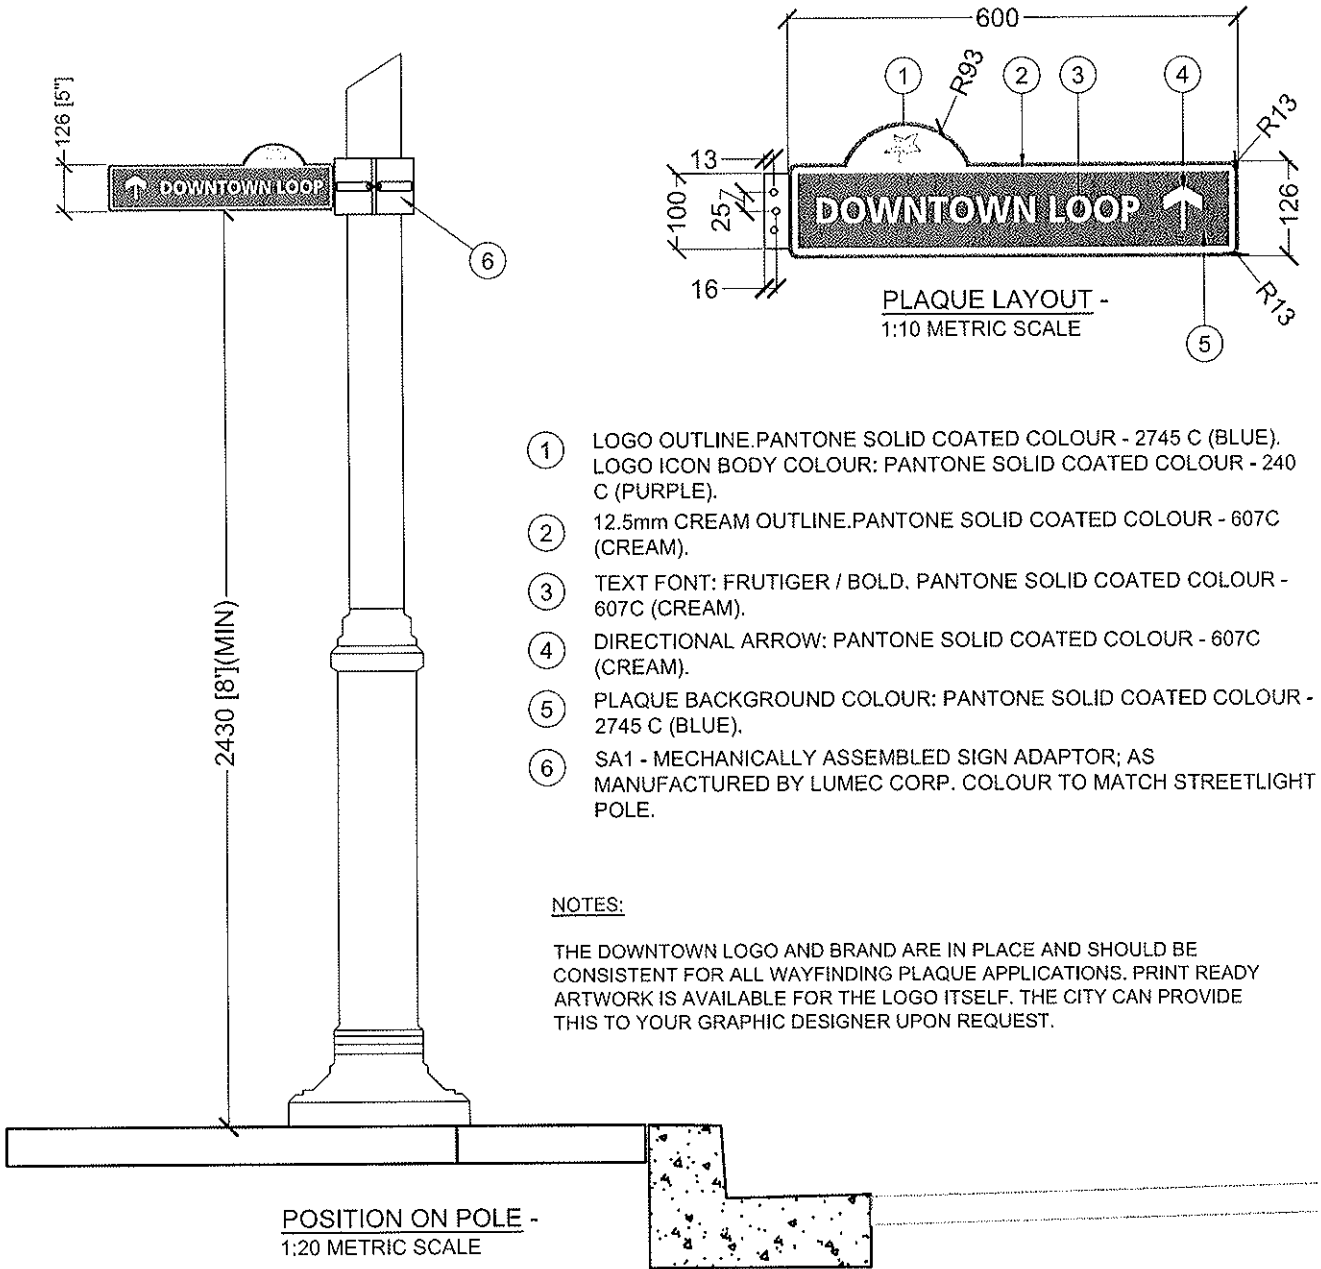 600
126 [5"]
1
R93
2
3
4
R13
13
DOWNTOWN LOOP
100
25
7
DOWNTOWN LOOP
126
6
16
R13
PLAQUE LAYOUT -
1:10 METRIC SCALE
5
1 LOGO OUTLINE.PANTONE SOLID COATED COLOUR - 2745 C (BLUE).
LOGO ICON BODY COLOUR: PANTONE SOLID COATED COLOUR - 240
C (PURPLE).
2 12.5mm CREAM OUTLINE.PANTONE SOLID COATED COLOUR - 607C
(CREAM).
3 TEXT FONT: FRUTIGER / BOLD. PANTONE SOLID COATED COLOUR -
607C (CREAM).
4 DIRECTIONAL ARROW: PANTONE SOLID COATED COLOUR - 607C
(CREAM).
5 PLAQUE BACKGROUND COLOUR: PANTONE SOLID COATED COLOUR -
2745 C (BLUE).
6 SA1 - MECHANICALLY ASSEMBLED SIGN ADAPTOR; AS
MANUFACTURED BY LUMEC CORP. COLOUR TO MATCH STREETLIGHT
POLE.
2430 [8'](MIN)
NOTES:
THE DOWNTOWN LOGO AND BRAND ARE IN PLACE AND SHOULD BE
CONSISTENT FOR ALL WAYFINDING PLAQUE APPLICATIONS. PRINT READY
ARTWORK IS AVAILABLE FOR THE LOGO ITSELF. THE CITY CAN PROVIDE
THIS TO YOUR GRAPHIC DESIGNER UPON REQUEST.
POSITION ON POLE -
1:20 METRIC SCALE